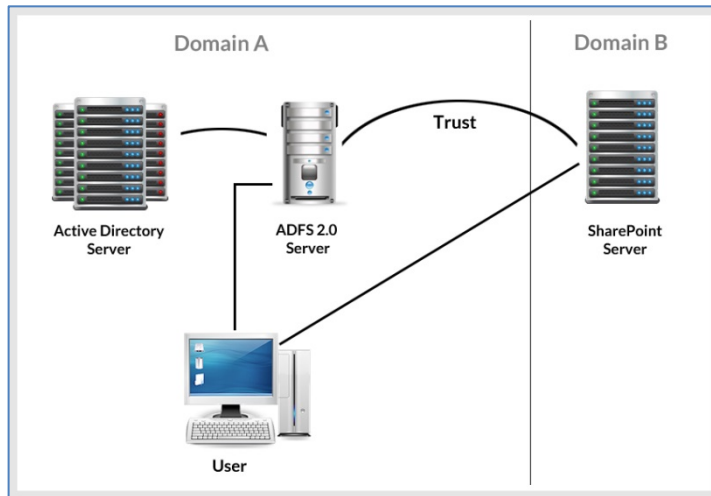 Domain A
Domain B
Trust
Active Directory
Server
ADFS 2.0
Server
SharePoint
Server
User